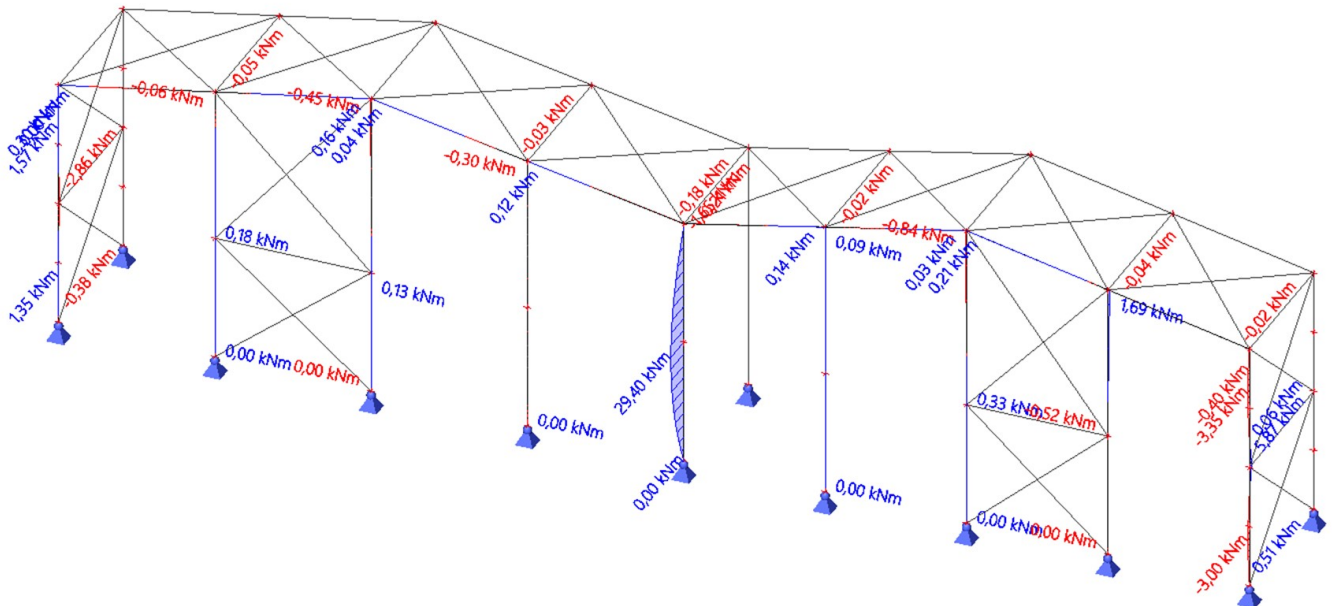 -0,05 kNm
-0,06 kNm
-0,45 kNm
0,16 kNm
0,04 kNm
1,57 kNm
-0,03 kNm
-2,86 kNm
-0,30 kNm
0,12 kNm
-0,18 kNm
-0,02 kNm
-0,84 kNm
0,18 kNm
0,14 kNm
0,09 kNm
0,03 kNm
0,21 kNm
-0,04 kNm
1,35 kNm
-0,38 kNm
0,13 kNm
1,69 kNm
-0,02 kNm
0,00 kNm
0,00 kNm
29,40 kNm
0,33 kNm
-0,40 kNm
-3,35 kNm
0,06 kNm
0,00 kNm
0,00 kNm
0,00 kNm
0,00 kNm
0,00 kNm
-3,00 kNm
0,51 kNm